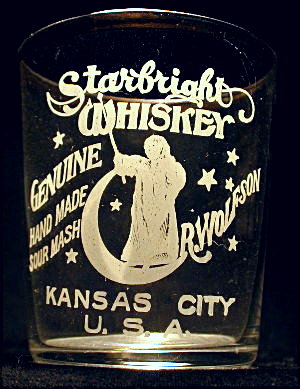 Starbright
WHISKEY
GENUINE
HAND MADE
SOUR MASH
R. WOLFSON
KANSAS CITY
U. S. A.